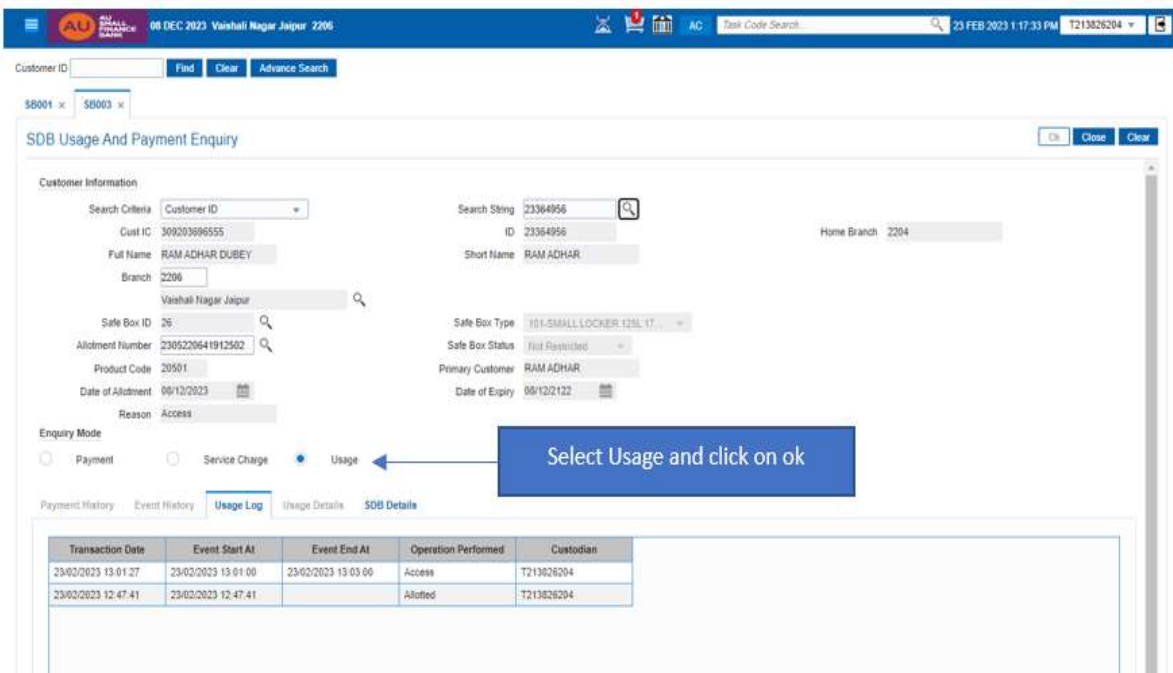 AU SMALL FINANCE BANK 08 DEC 2023 Vaishali Nagar Jaipur 2206 1 AC Task Code Search... 23 FEB 2023 1:17:33 PM T213826204
Customer ID Find Clear Advance Search
SB001 × SB003 ×
SDB Usage And Payment Enquiry Ok Close Clear
Customer Information
Search Criteria Customer ID Search String 23364956
Cust IC 309203696555 ID 23364956 Home Branch 2204
Full Name RAM ADHAR DUBEY Short Name RAM ADHAR
Branch 2206
Vaishali Nagar Jaipur
Safe Box ID 26 Safe Box Type 101-SMALL LOCKER 125L 17...
Allotment Number 2305220641912502 Safe Box Status Not Restricted
Product Code 20501 Primary Customer RAM ADHAR
Date of Allotment 08/12/2023 Date of Expiry 08/12/2122
Reason Access
Enquiry Mode
Payment Service Charge Usage Select Usage and click on ok
Payment History Event History Usage Log Usage Details SDB Details
Transaction Date Event Start At Event End At Operation Performed Custodian
23/02/2023 13:01:27 23/02/2023 13:01:00 23/02/2023 13:03:00 Access T213826204
23/02/2023 12:47:41 23/02/2023 12:47:41 Allotted T213826204